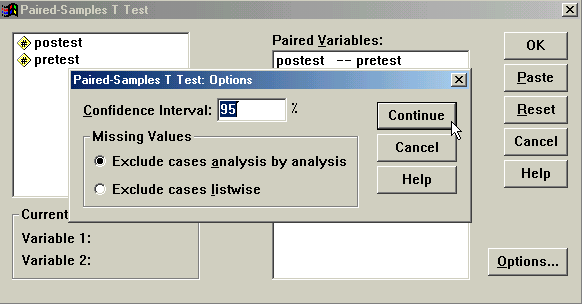 Paired-Samples T Test
postest
pretest
Paired Variables:
postest -- pretest
OK
Paste
Reset
Cancel
Help
Options...
Current
Variable 1:
Variable 2:
Paired-Samples T Test: Options
Confidence Interval: 95 %
Missing Values
Exclude cases analysis by analysis
Exclude cases listwise
Continue
Cancel
Help